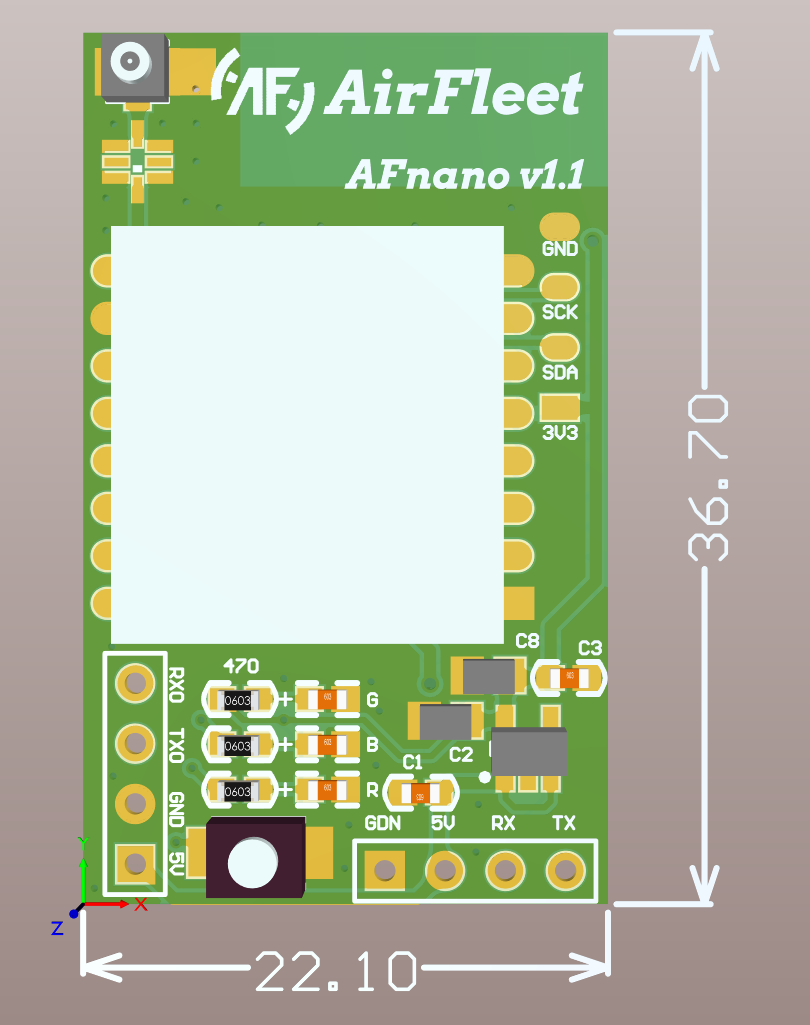 AF AirFleet
AFnano v1.1
GND
SCK
SDA
3V3
36.70
C8
C3
470
RXO
0603
+
G
TXO
0603
+
B
C2
C1
GND
0603
+
R
GDN 5V RX TX
5V
Y
X
Z
22.10